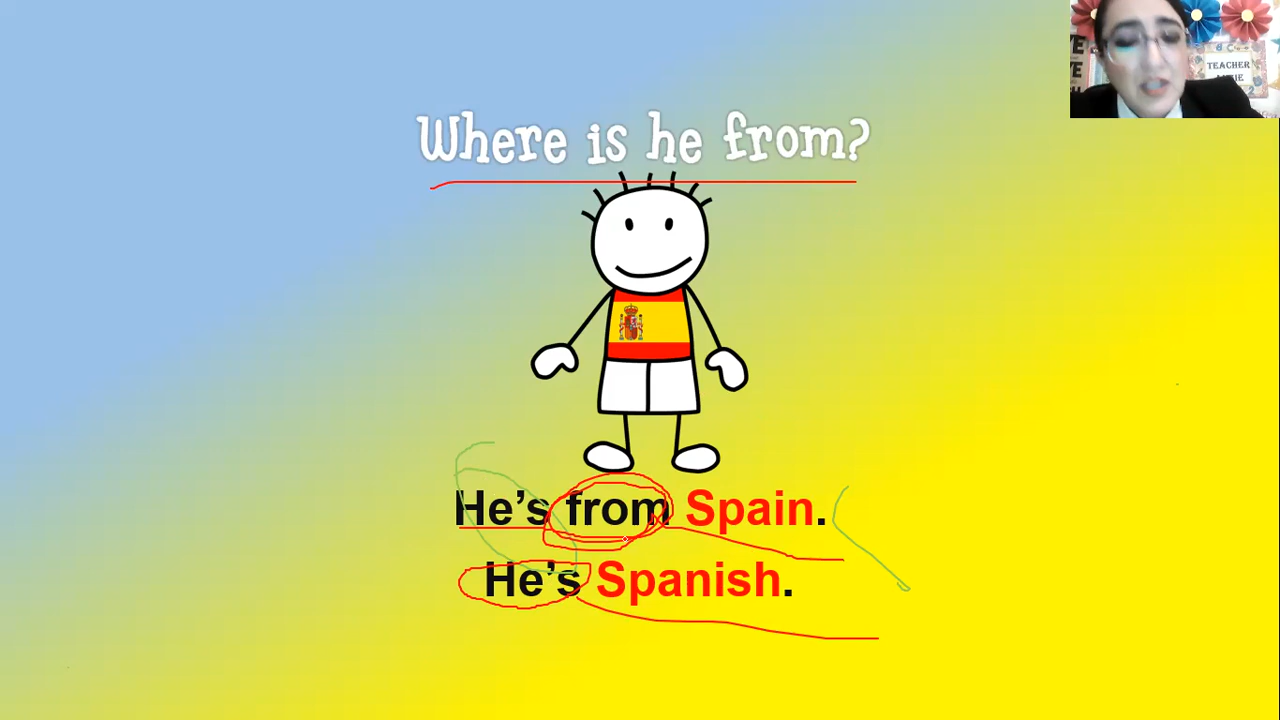 Where is he from?
He's from Spain.
He's Spanish.
TEACHER